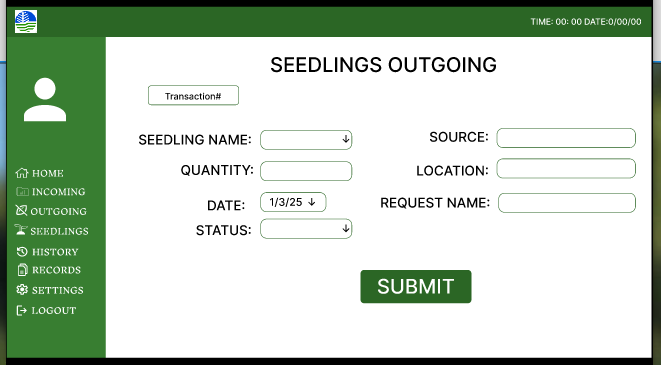 TIME: 00: 00 DATE:0/00/00
SEEDLINGS OUTGOING
Transaction#
SEEDLING NAME:
QUANTITY:
DATE: 1/3/25
STATUS:
SOURCE:
LOCATION:
REQUEST NAME:
SUBMIT
HOME
INCOMING
OUTGOING
SEEDLINGS
HISTORY
RECORDS
SETTINGS
LOGOUT